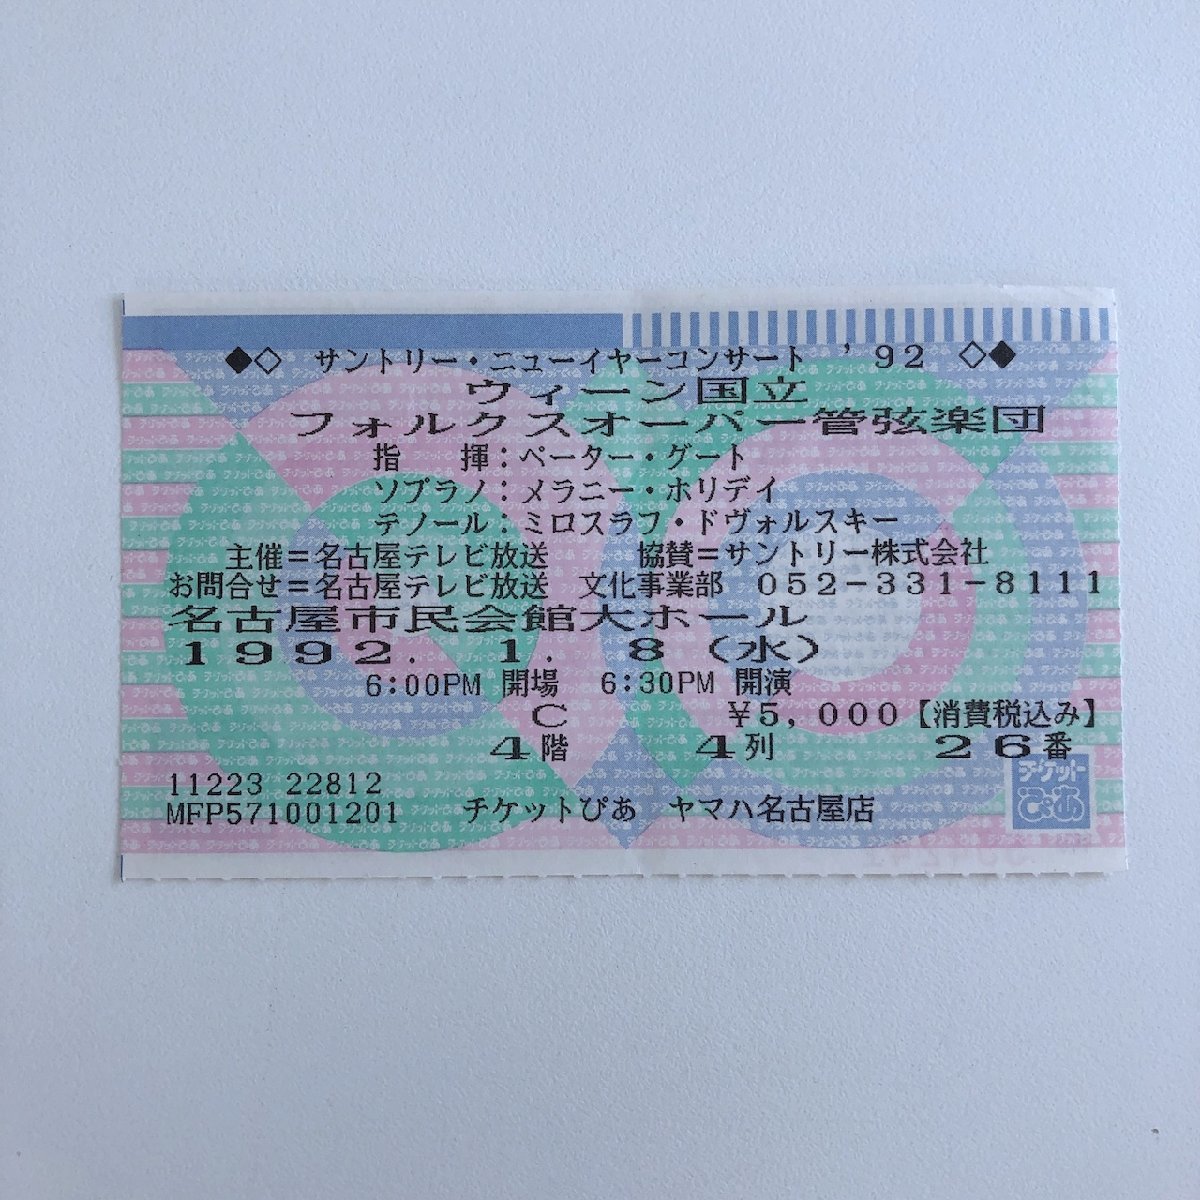 ◆◇ サントリー・ニューイヤーコンサート '92 ◇◆
ウィーン国立
フォルクスオーパー管弦楽団
指　揮：ペーター・グート
ソプラノ：メラニー・ホリデイ
テノール：ミロスラフ・ドヴォルスキー
主催＝名古屋テレビ放送　協賛＝サントリー株式会社
お問合せ＝名古屋テレビ放送　文化事業部　052-331-8111
名古屋市民会館大ホール
1992. 1. 8（水）
6:00PM 開場　6:30PM 開演
C　￥5,000【消費税込み】
4階　4列　26番
11223 22812
MFP571001201　チケットぴあ　ヤマハ名古屋店
チケット
ぴあ